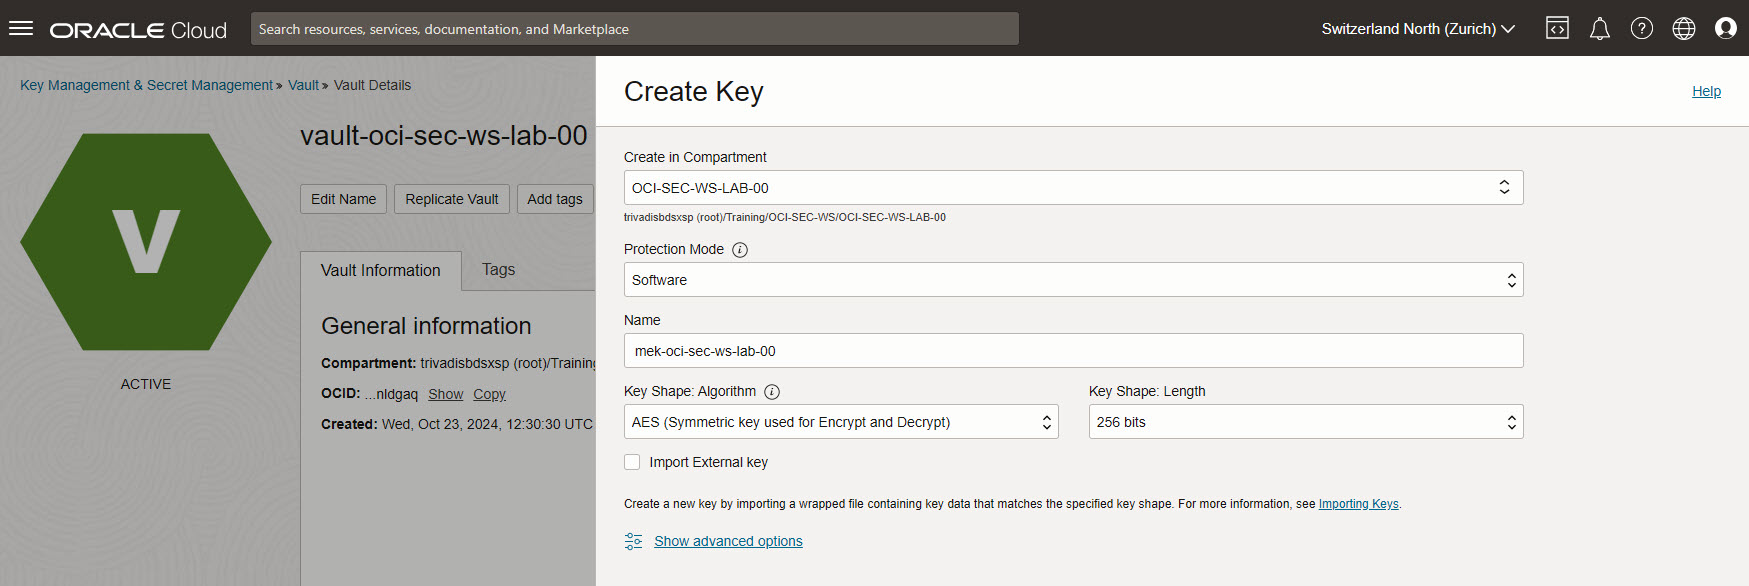 ORACLE Cloud
Search resources, services, documentation, and Marketplace
Switzerland North (Zurich)
Key Management & Secret Management » Vault » Vault Details
V
ACTIVE
vault-oci-sec-ws-lab-00
Edit Name
Replicate Vault
Add tags
Vault Information
Tags
General information
Compartment: trivadisbdsxsp (root)/Training
OCID: ...nldgaq Show Copy
Created: Wed, Oct 23, 2024, 12:30:30 UTC
Create Key
Help
Create in Compartment
OCI-SEC-WS-LAB-00
trivadisbdsxsp (root)/Training/OCI-SEC-WS/OCI-SEC-WS-LAB-00
Protection Mode
Software
Name
mek-oci-sec-ws-lab-00
Key Shape: Algorithm
AES (Symmetric key used for Encrypt and Decrypt)
Key Shape: Length
256 bits
Import External key
Create a new key by importing a wrapped file containing key data that matches the specified key shape. For more information, see Importing Keys.
Show advanced options